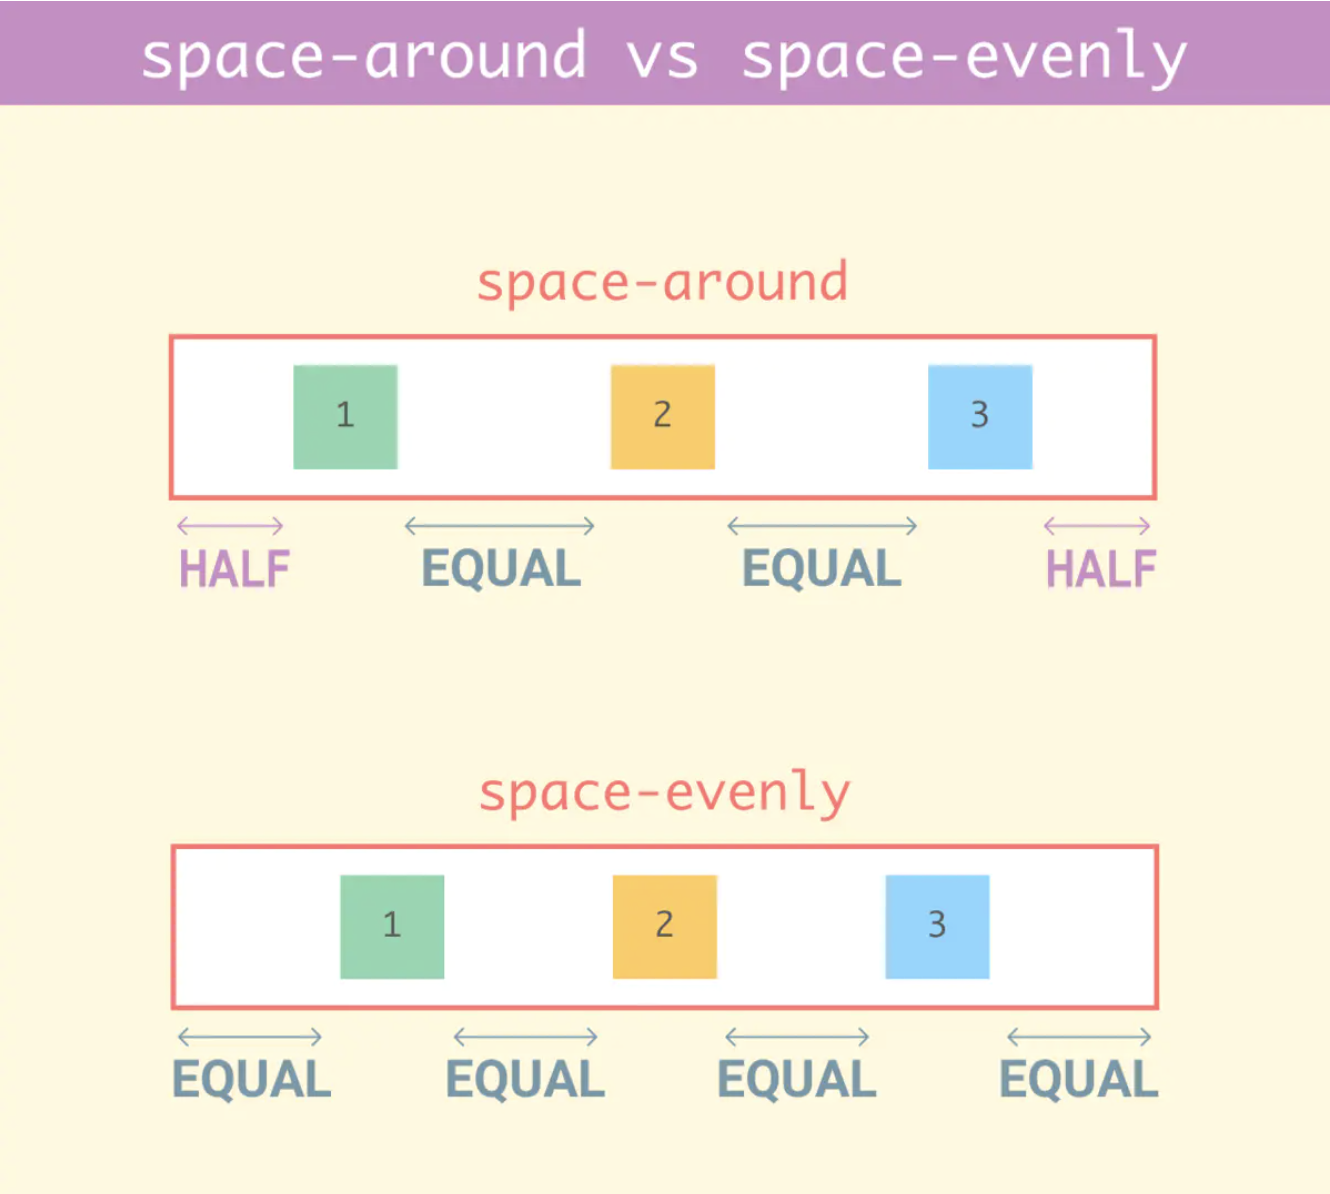 space-around vs space-evenly
space-around
1 2 3
HALF EQUAL EQUAL HALF
space-evenly
1 2 3
EQUAL EQUAL EQUAL EQUAL